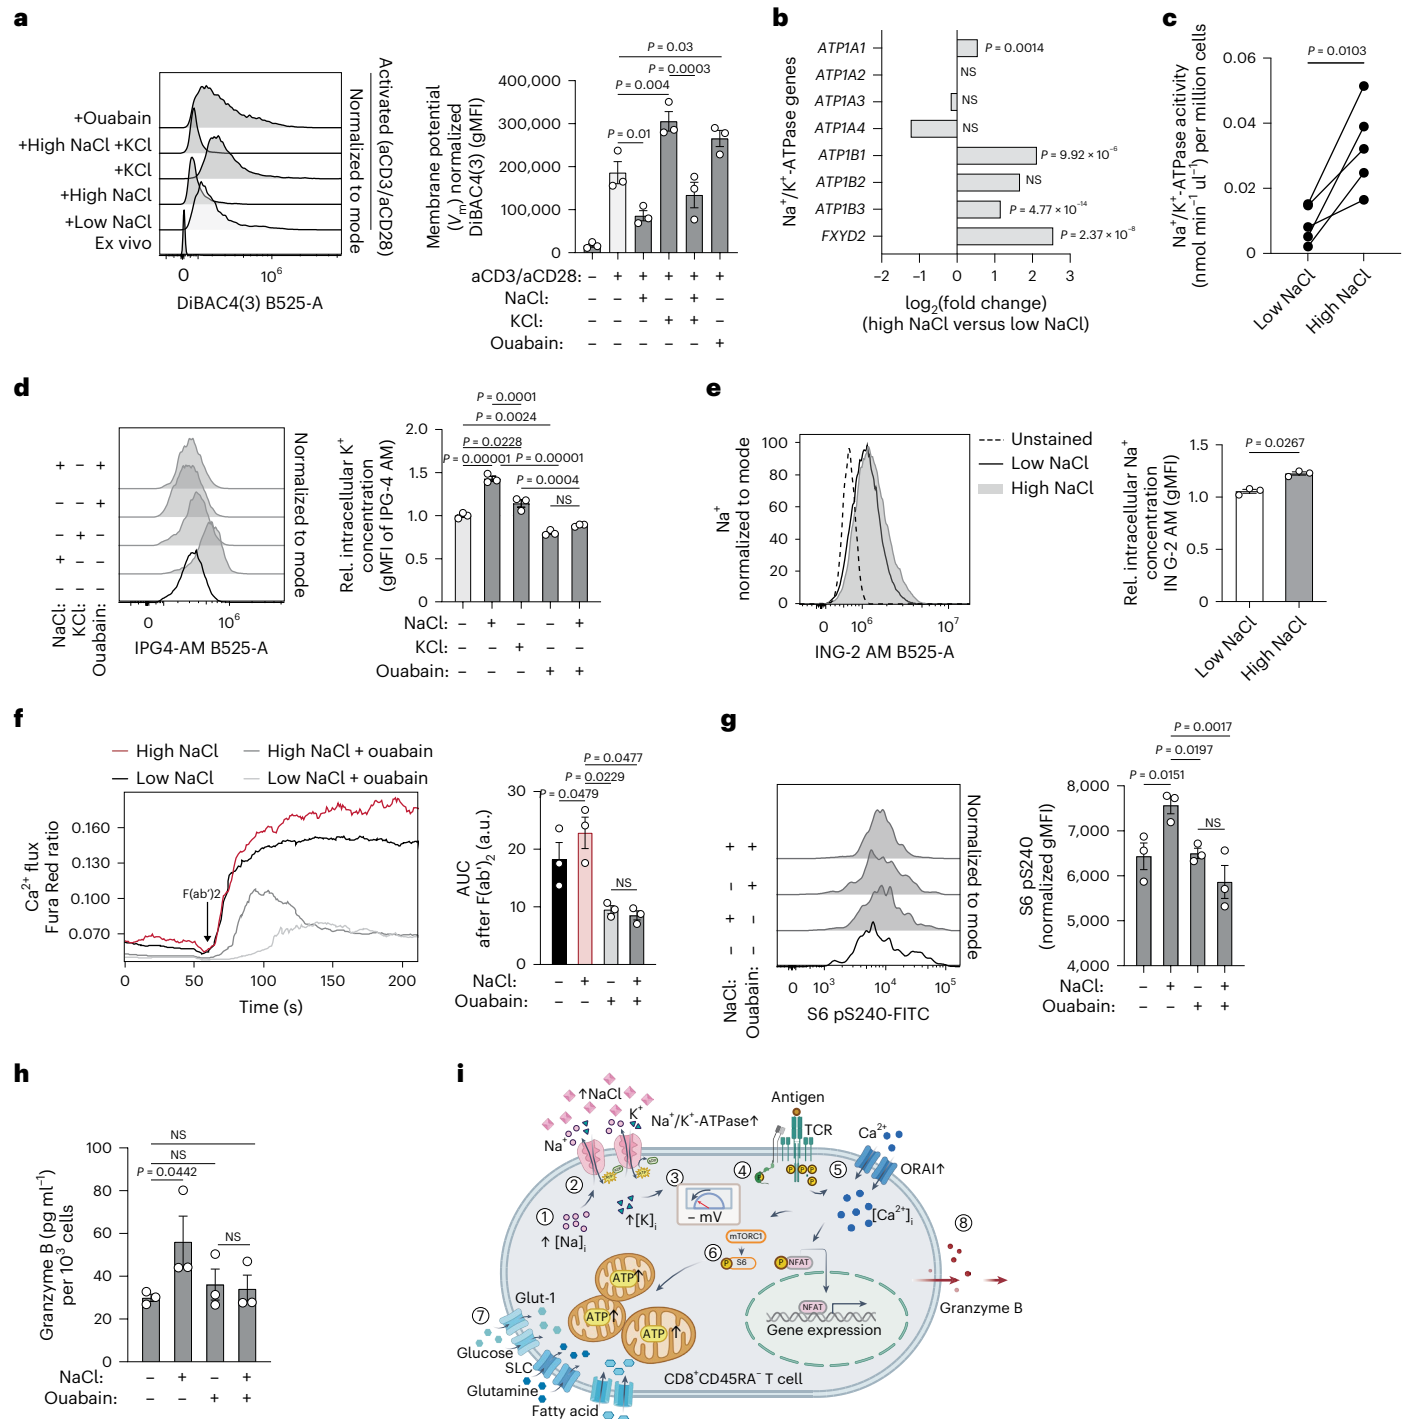 a
+Ouabain
+High NaCl +KCl
+KCl
+High NaCl
+Low NaCl
Ex vivo
0
10⁶
DiBAC4(3) B525-A
Normalized to mode
Activated (aCD3/aCD28)
Membrane potential
(Vm) normalized
DiBAC4(3) (gMFI)
400,000
300,000
200,000
100,000
0
P = 0.03
P = 0.0003
P = 0.004
P = 0.01
aCD3/aCD28: – + + + + +
NaCl: – – + – + –
KCl: – – – + + –
Ouabain: – – – – – +
b
Na⁺/K⁺-ATPase genes
ATP1A1
P = 0.0014
ATP1A2
NS
ATP1A3
NS
ATP1A4
NS
ATP1B1
P = 9.92 × 10⁻⁶
ATP1B2
NS
ATP1B3
P = 4.77 × 10⁻¹⁴
FXYD2
P = 2.37 × 10⁻⁸
–2 –1 0 1 2 3
log₂(fold change)
(high NaCl versus low NaCl)
c
Na⁺/K⁺-ATPase acitivity
(nmol min⁻¹ ul⁻¹) per million cells
0.06
0.04
0.02
0
P = 0.0103
Low NaCl
High NaCl
d
+ – +
– – +
– + –
+ – –
– – –
NaCl:
KCl:
Ouabain:
0
10⁶
IPG4-AM B525-A
Normalized to mode
Rel. intracellular K⁺
concentration
(gMFI of IPG-4 AM)
2.0
1.5
1.0
0.5
0
P = 0.0001
P = 0.0024
P = 0.0228
P = 0.00001
P = 0.00001
P = 0.0004
NS
NaCl: – + – – +
KCl: – – + – –
Ouabain: – – – + +
e
Na⁺
normalized to mode
100
80
60
40
20
0
0
10⁶
10⁷
ING-2 AM B525-A
Unstained
Low NaCl
High NaCl
Rel. intracellular Na⁺
concentration
IN G-2 AM (gMFI)
1.5
1.0
0.5
0
P = 0.0267
Low NaCl
High NaCl
f
High NaCl
High NaCl + ouabain
Low NaCl
Low NaCl + ouabain
Ca²⁺ flux
Fura Red ratio
0.160
0.130
0.100
0.070
F(ab')2
0 50 100 150 200
Time (s)
AUC
after F(ab')₂ (a.u.)
30
20
10
0
P = 0.0477
P = 0.0229
P = 0.0479
NS
NaCl: – + – +
Ouabain: – – + +
g
+ +
– +
+ –
– –
NaCl:
Ouabain:
0 10³ 10⁴ 10⁵
S6 pS240-FITC
Normalized to mode
S6 pS240
(normalized gMFI)
8,000
7,000
6,000
5,000
4,000
P = 0.0017
P = 0.0197
P = 0.0151
NS
NaCl: – + – +
Ouabain: – – + +
h
Granzyme B (pg ml⁻¹)
per 10³ cells
100
80
60
40
20
0
NS
NS
P = 0.0442
NS
NaCl: – + – +
Ouabain: – – + +
i
↑NaCl
K⁺
Na⁺
Na⁺/K⁺-ATPase↑
Antigen
TCR
Ca²⁺
ORAI↑
①
②
③
④
⑤
⑥
⑦
⑧
↑ [Na]i
↑[K]i
– mV
P P P
P
[Ca²⁺]i
mTORC1
P S6
P NFAT
NFAT
Gene expression
ATP↑
ATP↑
ATP↑
Granzyme B
Glut-1
Glucose
SLC
Glutamine
Fatty acid
CD8⁺CD45RA⁻ T cell